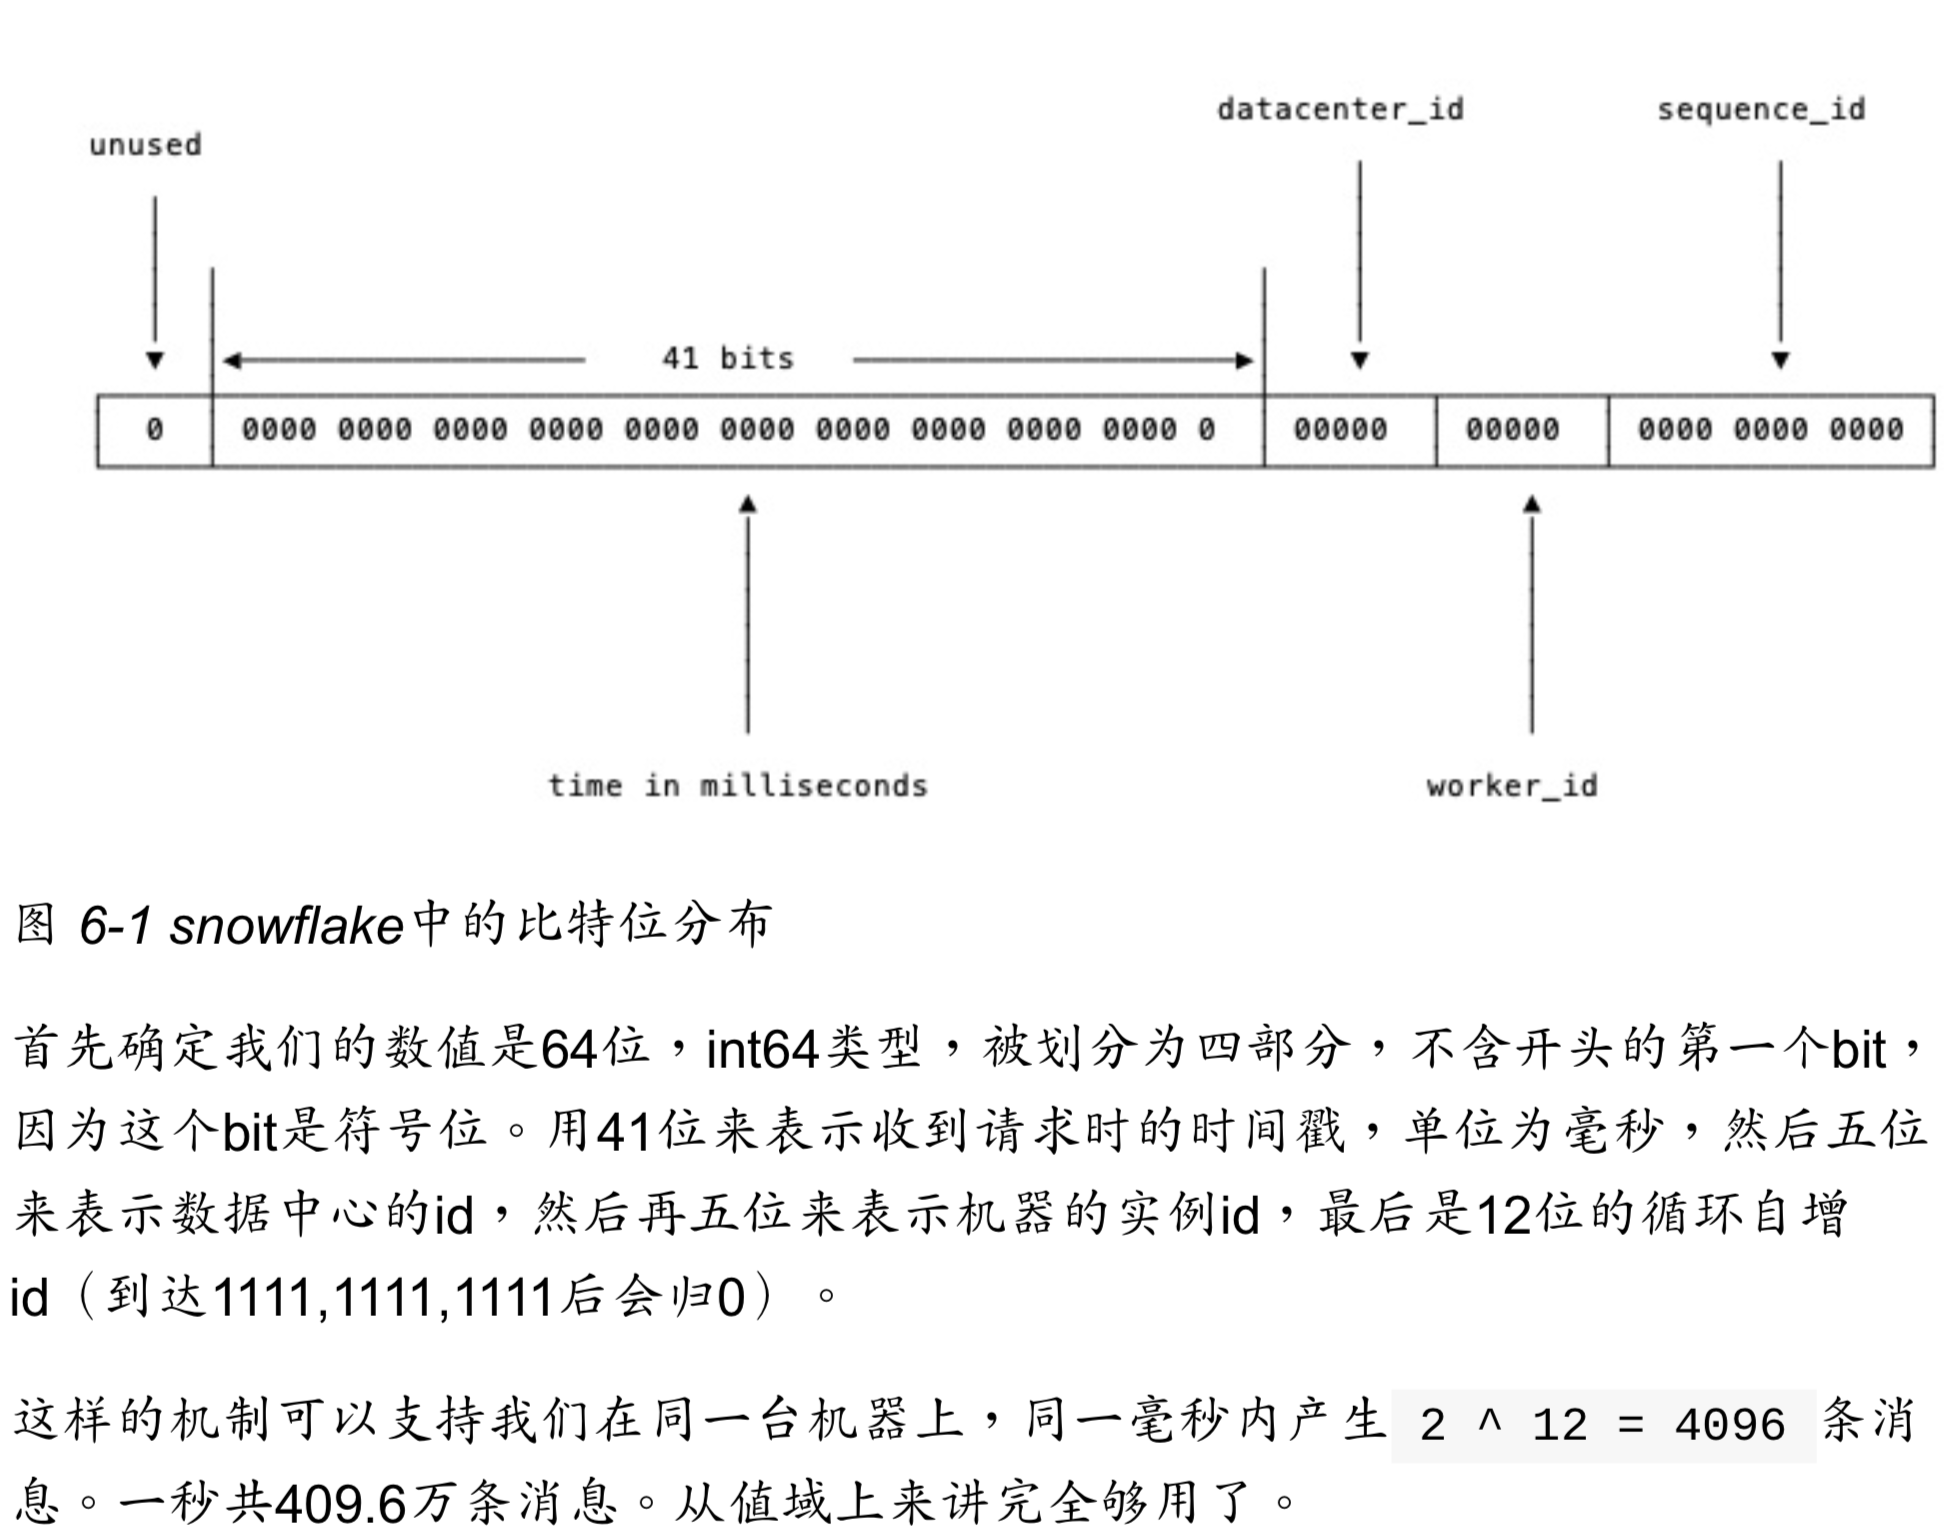 datacenter_id sequence_id
unused
41 bits
0 0000 0000 0000 0000 0000 0000 0000 0000 0000 0000 0 00000 00000 0000 0000 0000
time in milliseconds worker_id
图 6-1 snowflake中的比特位分布
首先确定我们的数值是64位，int64类型，被划分为四部分，不含开头的第一个bit，
因为这个bit是符号位。用41位来表示收到请求时的时间戳，单位为毫秒，然后五位
来表示数据中心的id，然后再五位来表示机器的实例id，最后是12位的循环自增
id（到达1111,1111,1111后会归0）。
这样的机制可以支持我们在同一台机器上，同一毫秒内产生 2 ^ 12 = 4096 条消
息。一秒共409.6万条消息。从值域上来讲完全够用了。